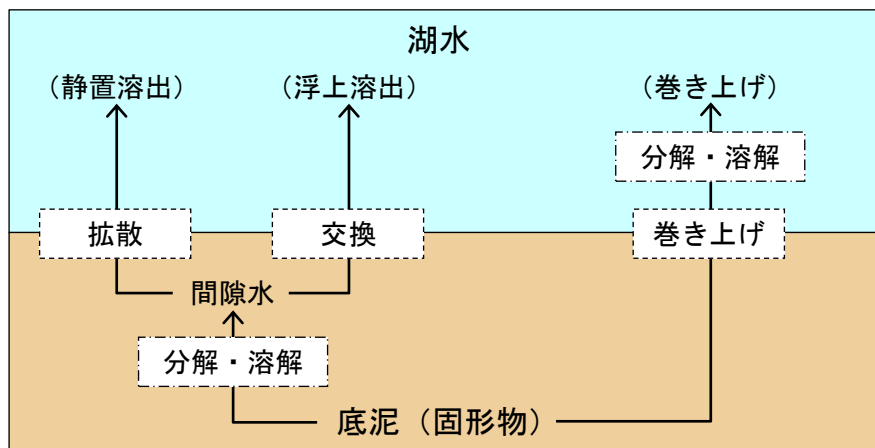 湖水
（静置溶出）
（浮上溶出）
（巻き上げ）
分解・溶解
拡散
交換
巻き上げ
間隙水
分解・溶解
底泥（固形物）